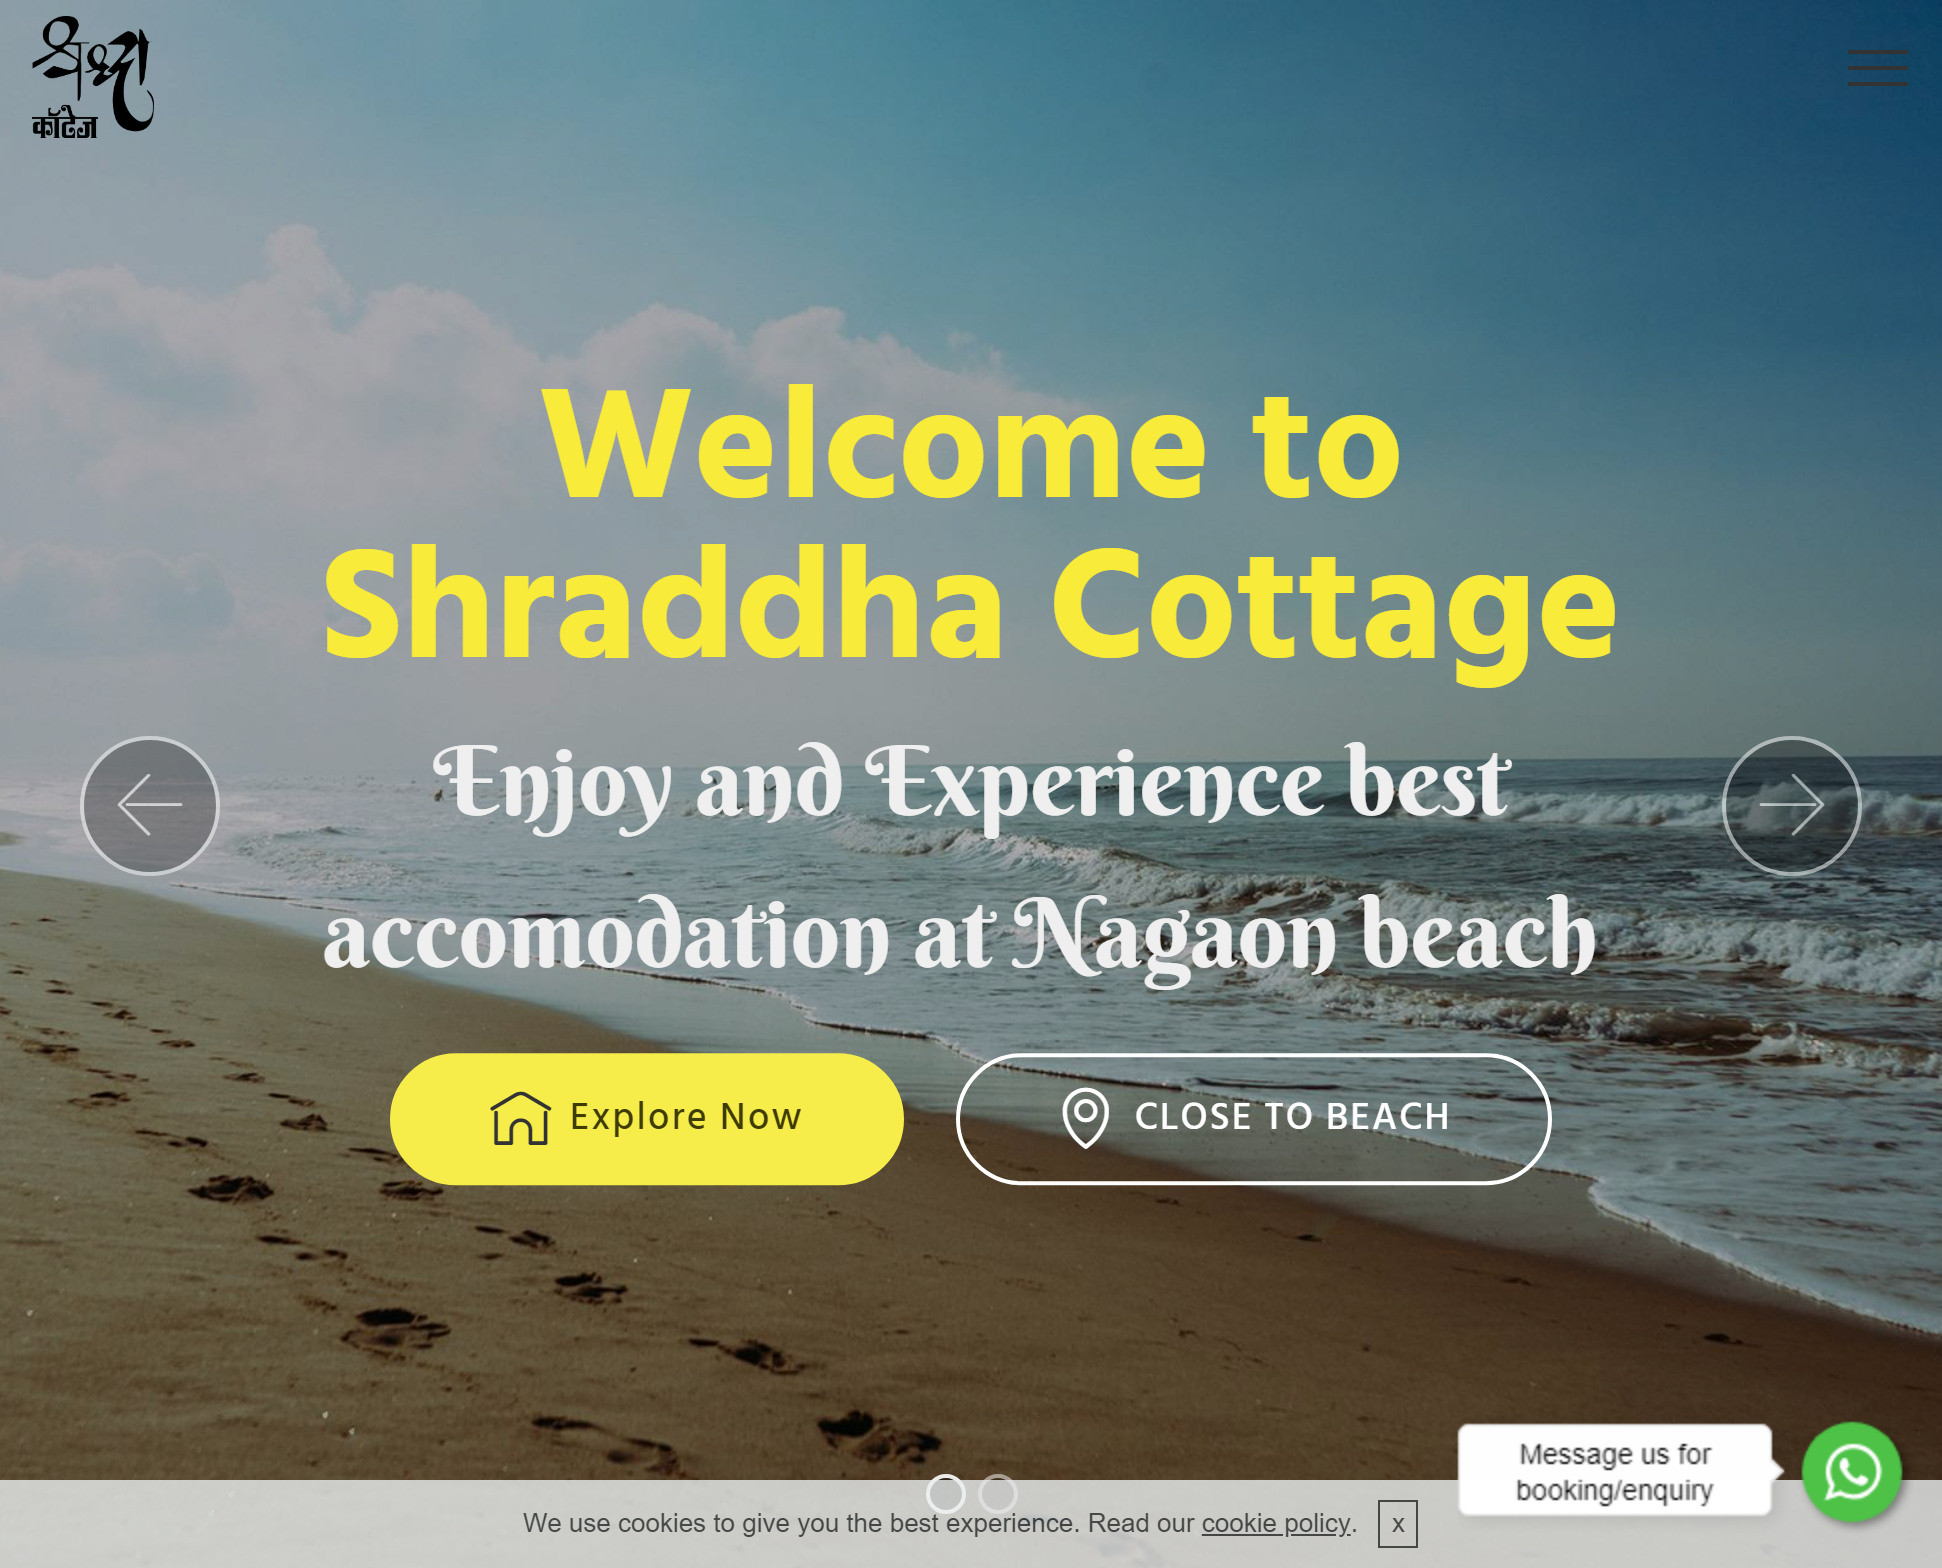 श्रध्दा
कॉटेज
Welcome to
Shraddha Cottage
Enjoy and Experience best
accomodation at Nagaon beach
Explore Now
CLOSE TO BEACH
Message us for
booking/enquiry
We use cookies to give you the best experience. Read our cookie policy. x